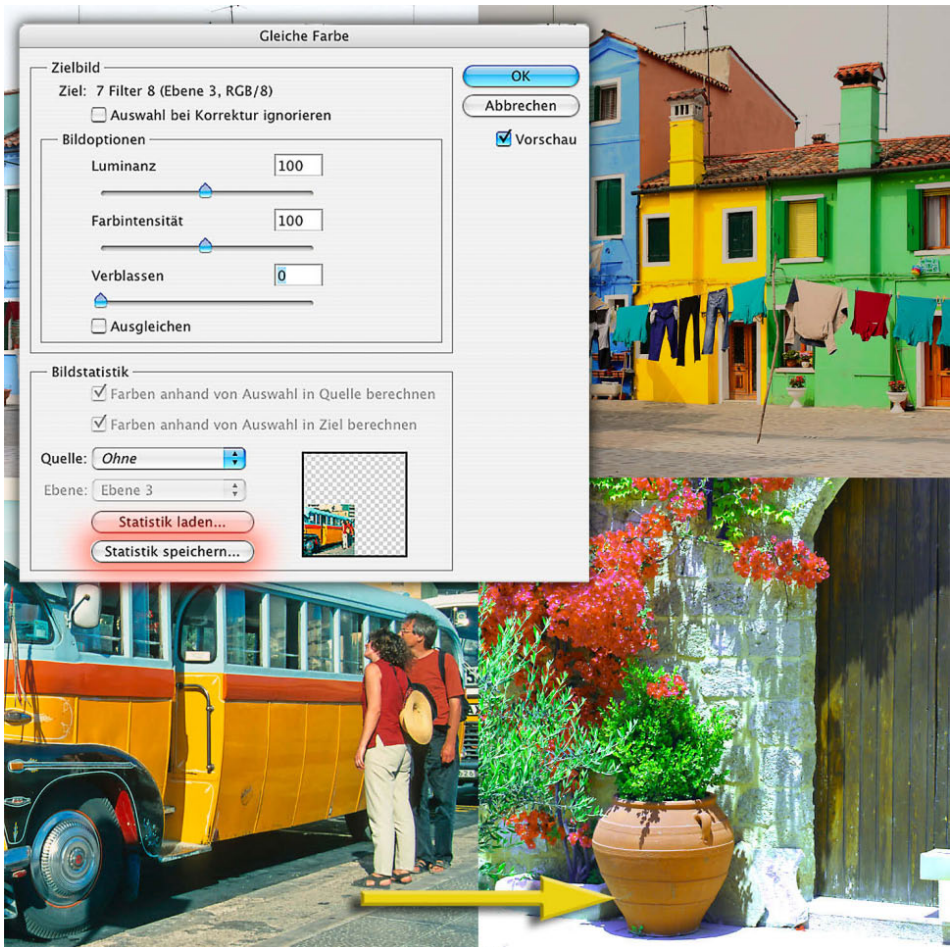 Gleiche Farbe
Zielbild
Ziel: 7 Filter 8 (Ebene 3, RGB/8)
Auswahl bei Korrektur ignorieren
Bildoptionen
Luminanz 100
Farbintensität 100
Verblassen 0
Ausgleichen
OK
Abbrechen
Vorschau
Bildstatistik
Farben anhand von Auswahl in Quelle berechnen
Farben anhand von Auswahl in Ziel berechnen
Quelle: Ohne
Ebene: Ebene 3
Statistik laden...
Statistik speichern...